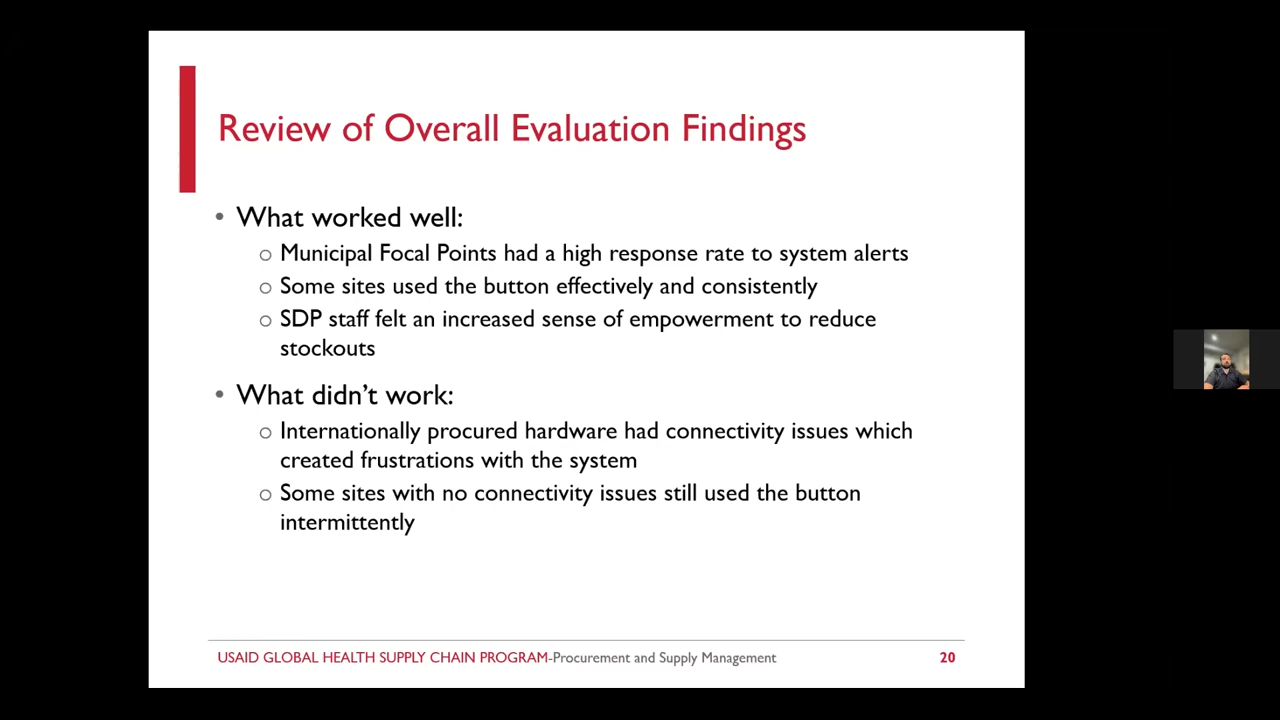 Review of Overall Evaluation Findings
• What worked well:
○ Municipal Focal Points had a high response rate to system alerts
○ Some sites used the button effectively and consistently
○ SDP staff felt an increased sense of empowerment to reduce
stockouts
• What didn’t work:
○ Internationally procured hardware had connectivity issues which
created frustrations with the system
○ Some sites with no connectivity issues still used the button
intermittently
USAID GLOBAL HEALTH SUPPLY CHAIN PROGRAM-Procurement and Supply Management 20